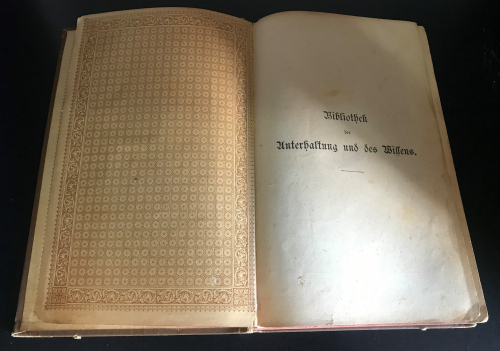 Bibliothek
der
Unterhaltung und des Wissens.